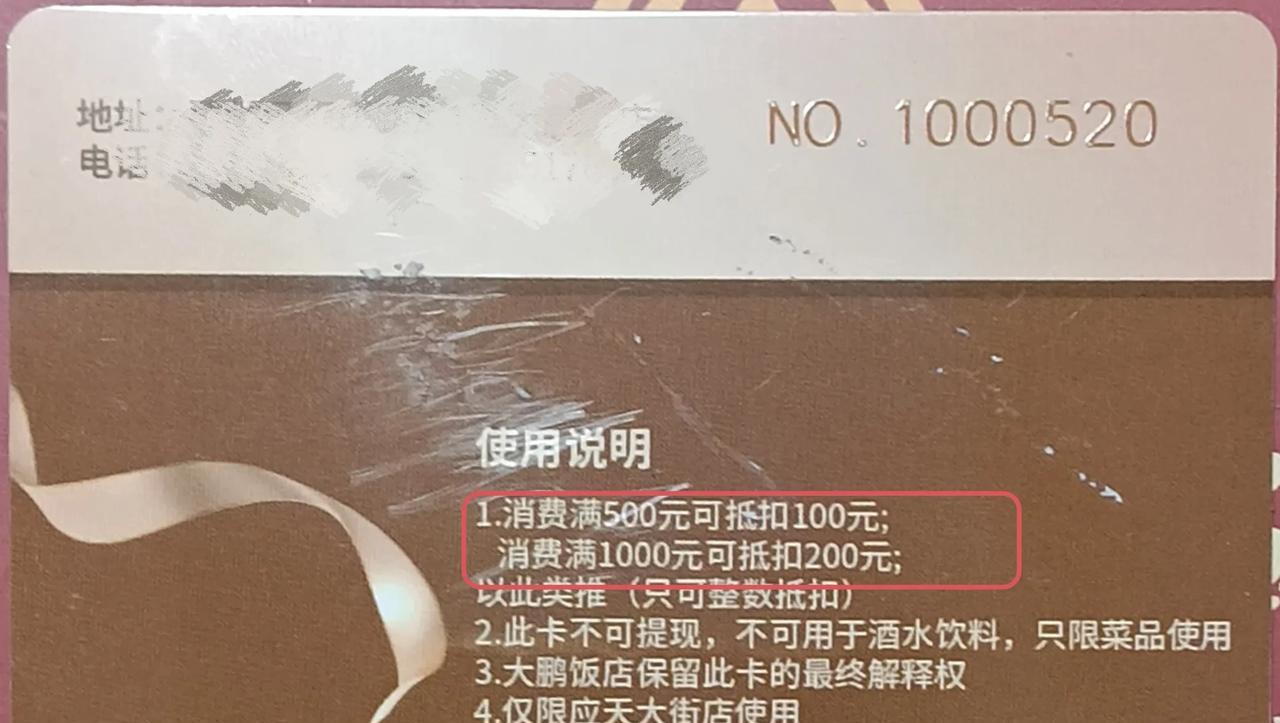 地址:
电话
NO. 1000520
使用说明
1.消费满500元可抵扣100元;
消费满1000元可抵扣200元;
以此类推（只可整数抵扣）
2.此卡不可提现，不可用于酒水饮料，只限菜品使用
3.大鹏饭店保留此卡的最终解释权
4.仅限应天大街店使用